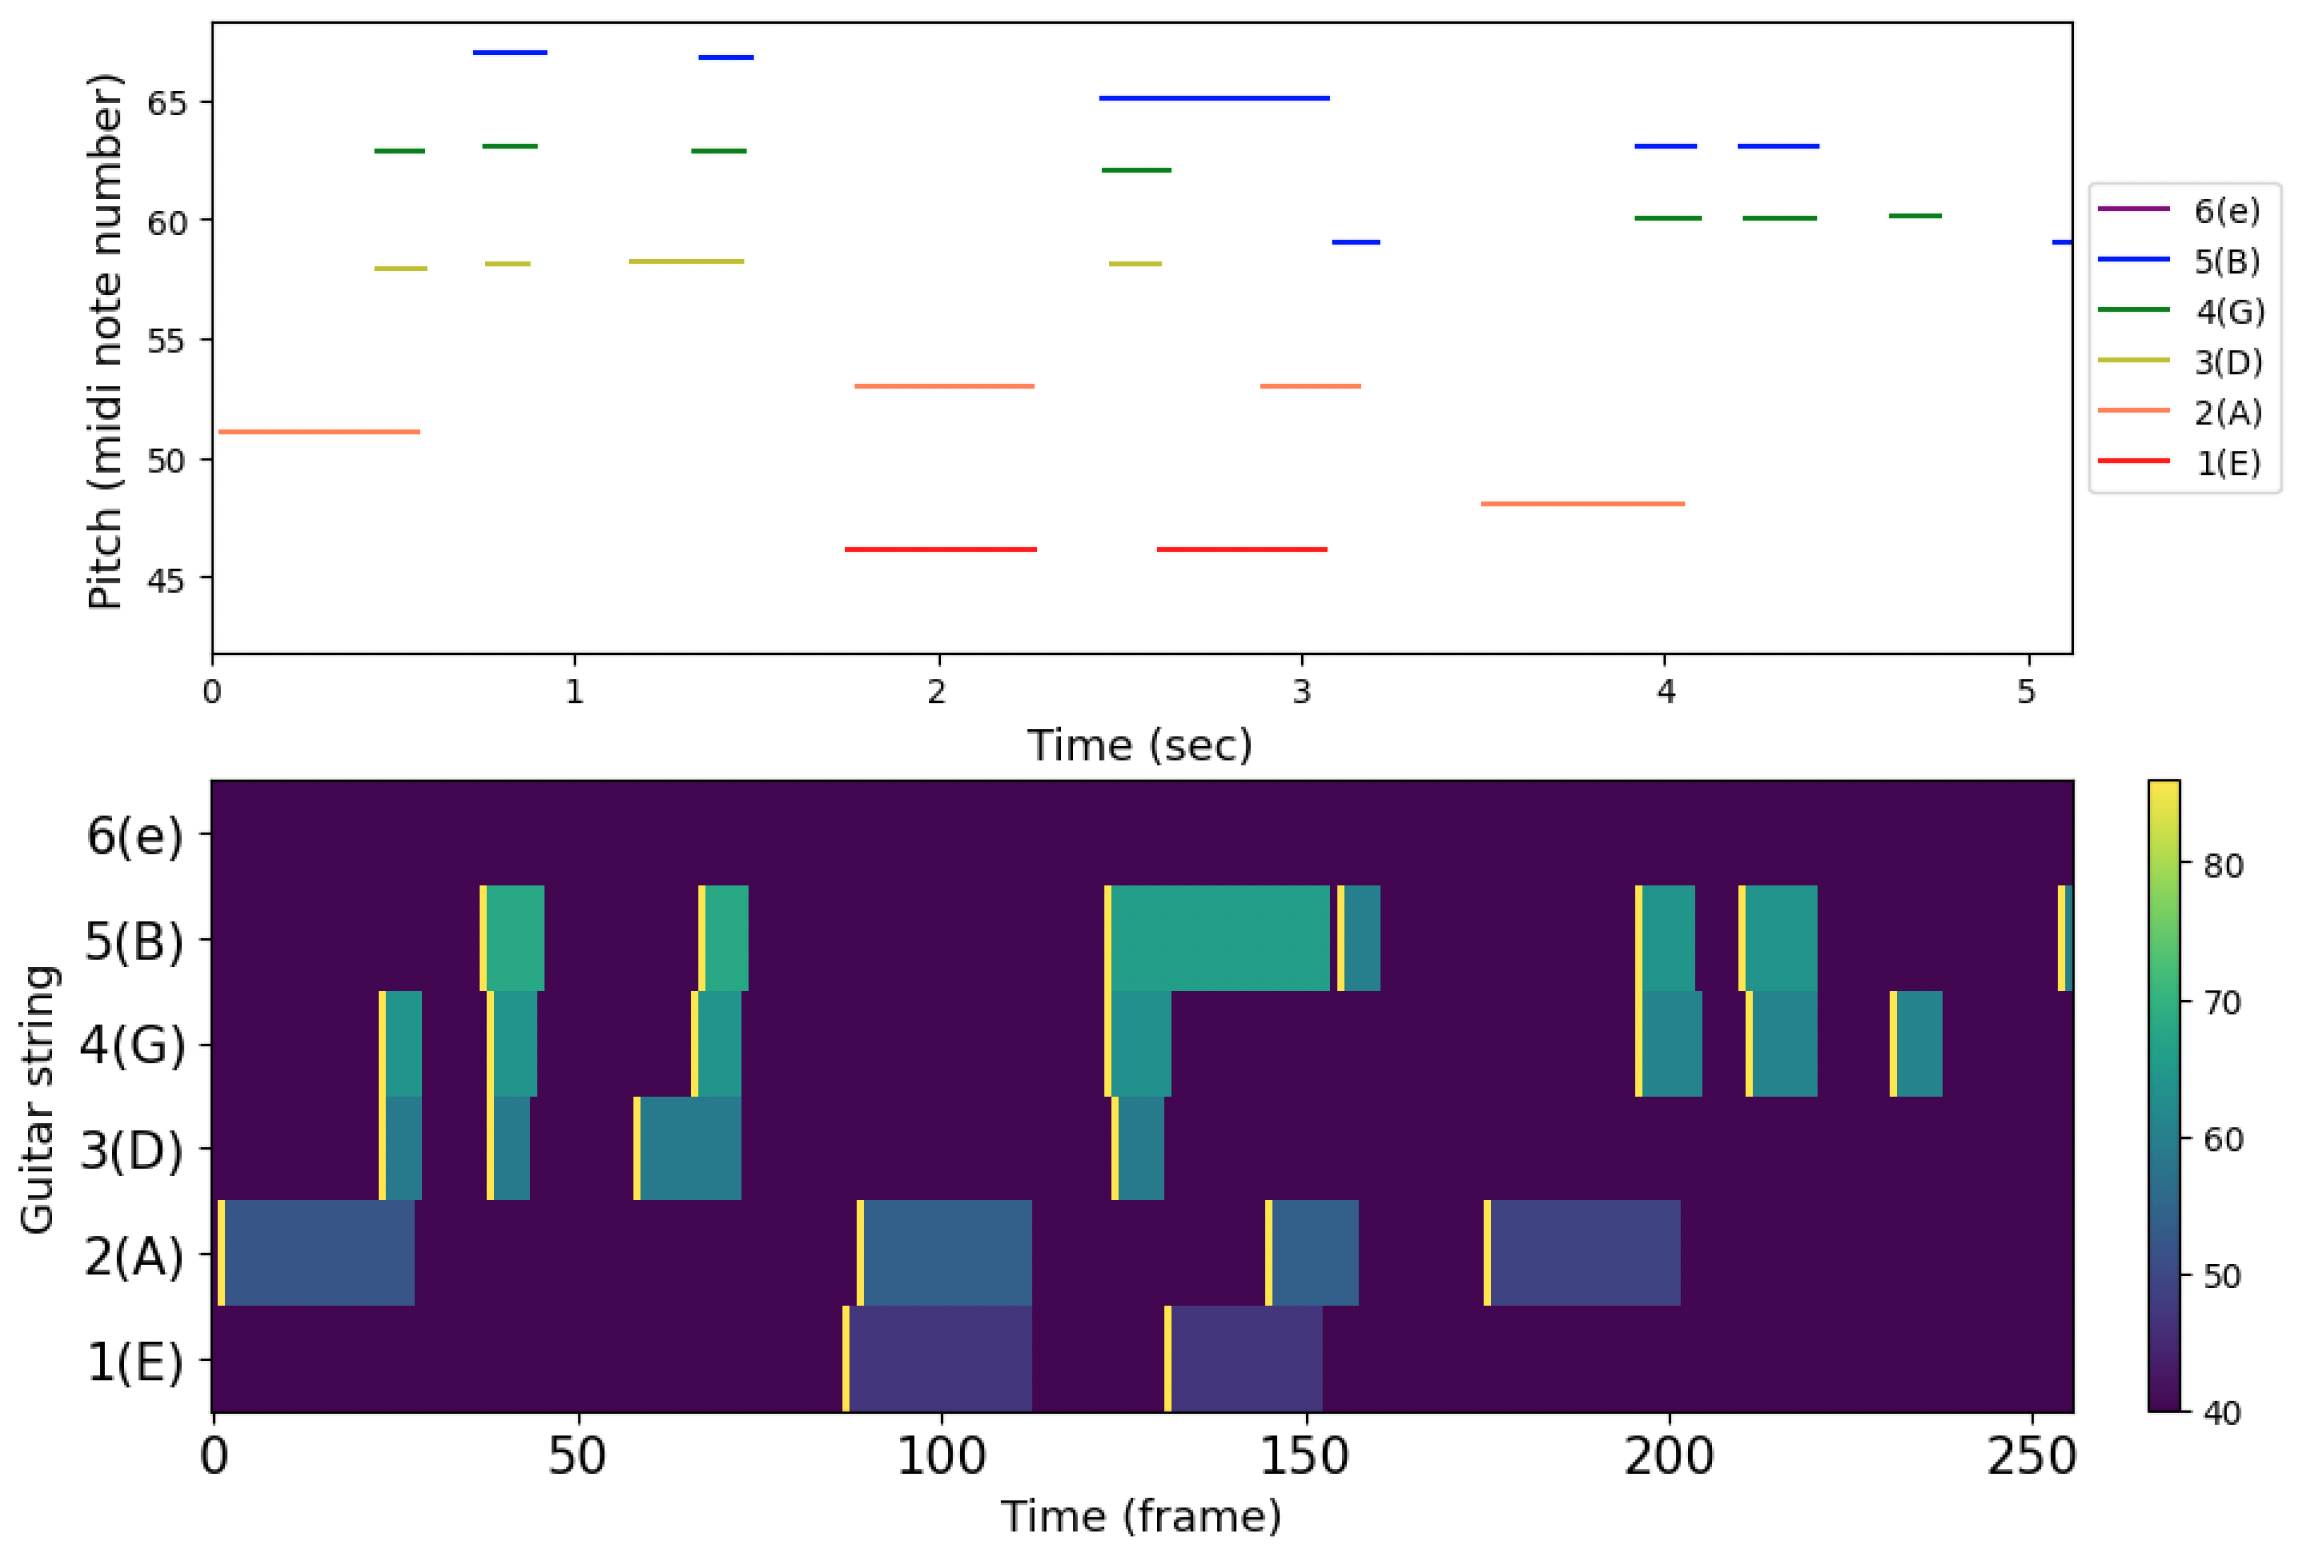 Pitch (midi note number)
65
60
55
50
45
0 1 2 3 4 5
Time (sec)
6(e)
5(B)
4(G)
3(D)
2(A)
1(E)
Guitar string
6(e)
5(B)
4(G)
3(D)
2(A)
1(E)
0 50 100 150 200 250
Time (frame)
80
70
60
50
40